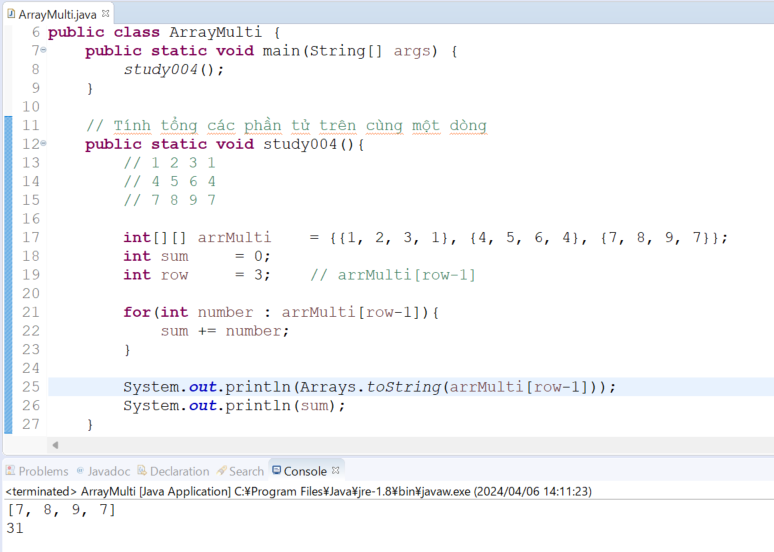 ArrayMulti.java
6 public class ArrayMulti {
7 public static void main(String[] args) {
8 study004();
9 }
10
11 // Tính tổng các phần tử trên cùng một dòng
12 public static void study004(){
13 // 1 2 3 1
14 // 4 5 6 4
15 // 7 8 9 7
16
17 int[][] arrMulti = {{1, 2, 3, 1}, {4, 5, 6, 4}, {7, 8, 9, 7}};
18 int sum = 0;
19 int row = 3; // arrMulti[row-1]
20
21 for(int number : arrMulti[row-1]){
22 sum += number;
23 }
24
25 System.out.println(Arrays.toString(arrMulti[row-1]));
26 System.out.println(sum);
27 }
Problems Javadoc Declaration Search Console
<terminated> ArrayMulti [Java Application] C:¥Program Files¥Java¥jre-1.8¥bin¥javaw.exe (2024/04/06 14:11:23)
[7, 8, 9, 7]
31